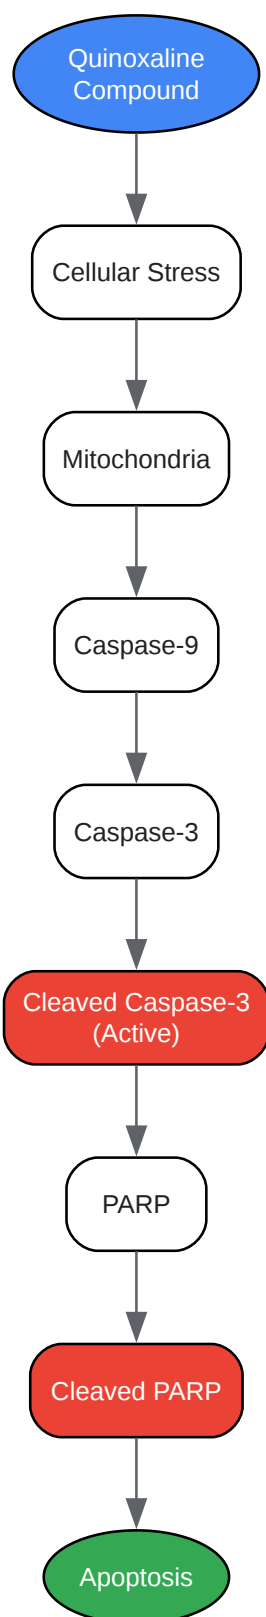 Quinoxaline
Compound
Cellular Stress
Mitochondria
Caspase-9
Caspase-3
Cleaved Caspase-3
(Active)
PARP
Cleaved PARP
Apoptosis